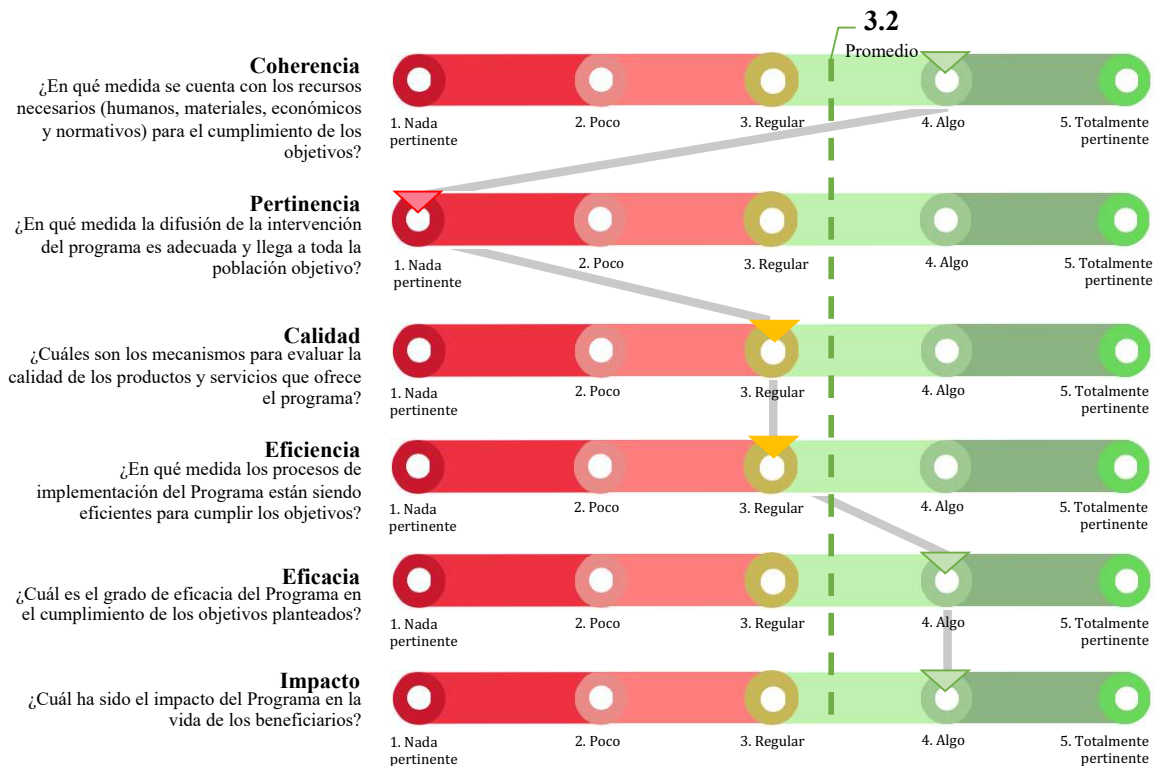 3.2
Promedio
Coherencia
¿En qué medida se cuenta con los recursos
necesarios (humanos, materiales, económicos
y normativos) para el cumplimiento de los
objetivos?
1. Nada
pertinente
2. Poco
3. Regular
4. Algo
5. Totalmente
pertinente
Pertinencia
¿En qué medida la difusión de la intervención
del programa es adecuada y llega a toda la
población objetivo?
1. Nada
pertinente
2. Poco
3. Regular
4. Algo
5. Totalmente
pertinente
Calidad
¿Cuáles son los mecanismos para evaluar la
calidad de los productos y servicios que ofrece
el programa?
1. Nada
pertinente
2. Poco
3. Regular
4. Algo
5. Totalmente
pertinente
Eficiencia
¿En qué medida los procesos de
implementación del Programa están siendo
eficientes para cumplir los objetivos?
1. Nada
pertinente
2. Poco
3. Regular
4. Algo
5. Totalmente
pertinente
Eficacia
¿Cuál es el grado de eficacia del Programa en
el cumplimiento de los objetivos planteados?
1. Nada
pertinente
2. Poco
3. Regular
4. Algo
5. Totalmente
pertinente
Impacto
¿Cuál ha sido el impacto del Programa en la
vida de los beneficiarios?
1. Nada
pertinente
2. Poco
3. Regular
4. Algo
5. Totalmente
pertinente